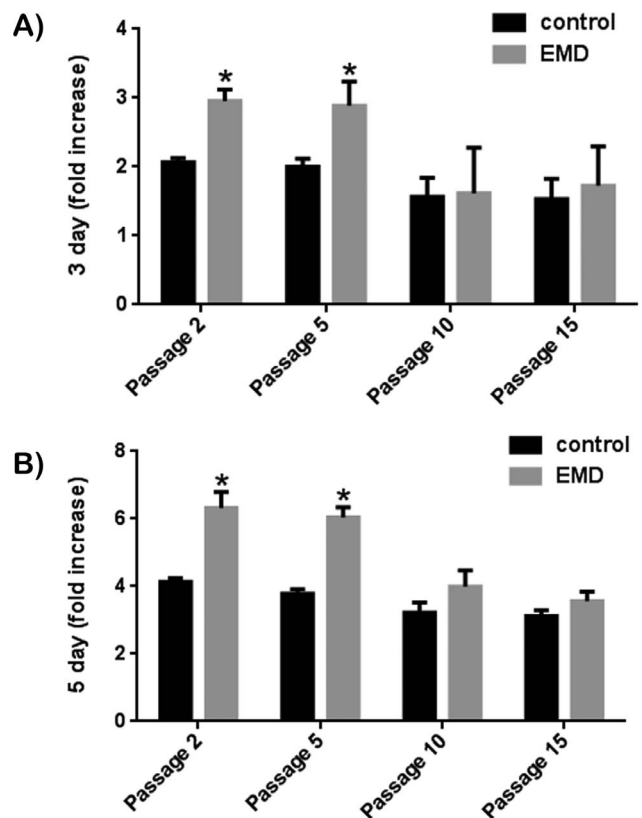 A)
control
EMD
3 day (fold increase)
4
3
2
1
0
* *
Passage 2 Passage 5 Passage 10 Passage 15
B)
control
EMD
5 day (fold increase)
8
6
4
2
0
* *
Passage 2 Passage 5 Passage 10 Passage 15